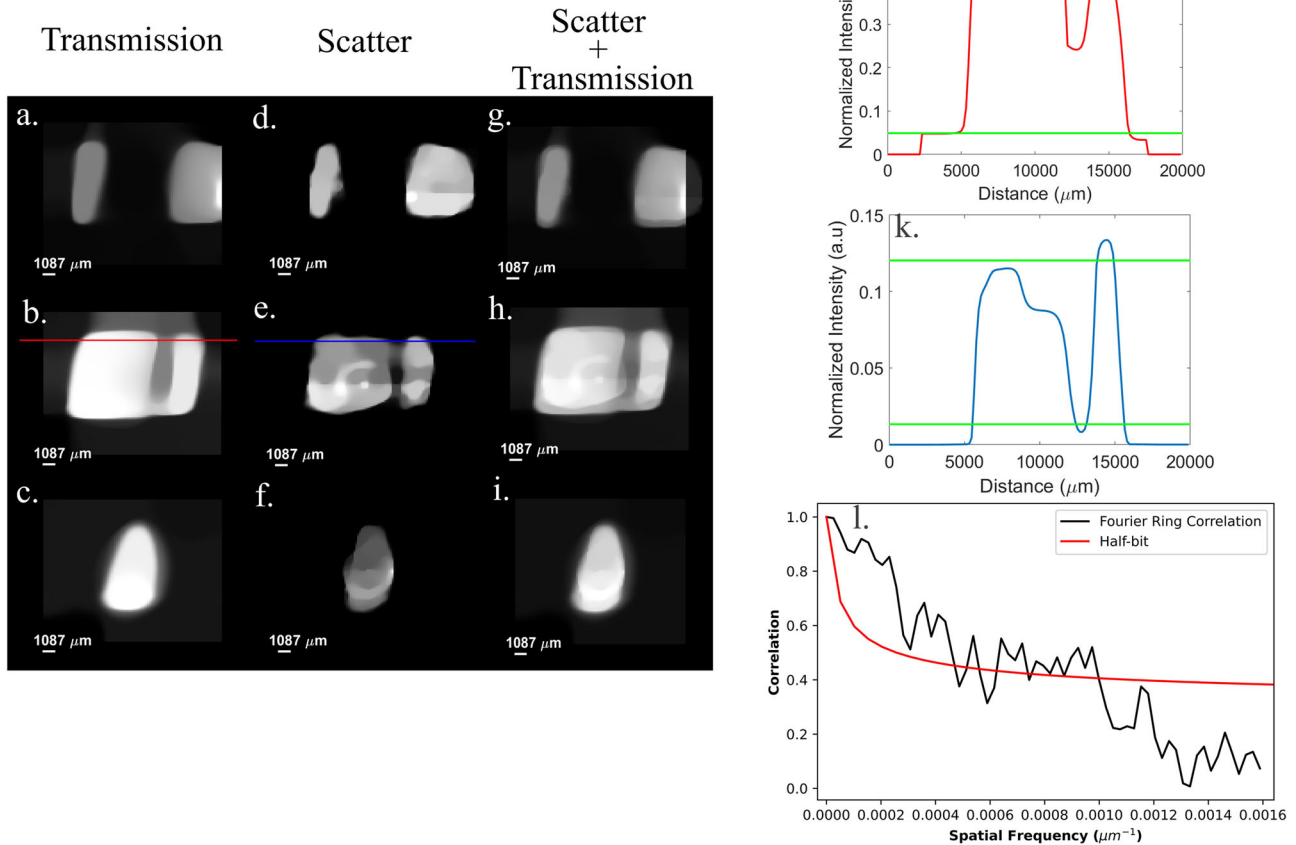 Transmission
Scatter
Scatter
+
Transmission
a.
1087 μm
d.
1087 μm
g.
1087 μm
b.
1087 μm
e.
1087 μm
h.
1087 μm
c.
1087 μm
f.
1087 μm
i.
1087 μm
Normalized Intensi
0.3
0.2
0.1
0
0 5000 10000 15000 20000
Distance (μm)
k.
Normalized Intensity (a.u)
0.15
0.1
0.05
0
0 5000 10000 15000 20000
Distance (μm)
l.
Fourier Ring Correlation
Half-bit
Correlation
1.0
0.8
0.6
0.4
0.2
0.0
0.0000 0.0002 0.0004 0.0006 0.0008 0.0010 0.0012 0.0014 0.0016
Spatial Frequency (μm⁻¹)